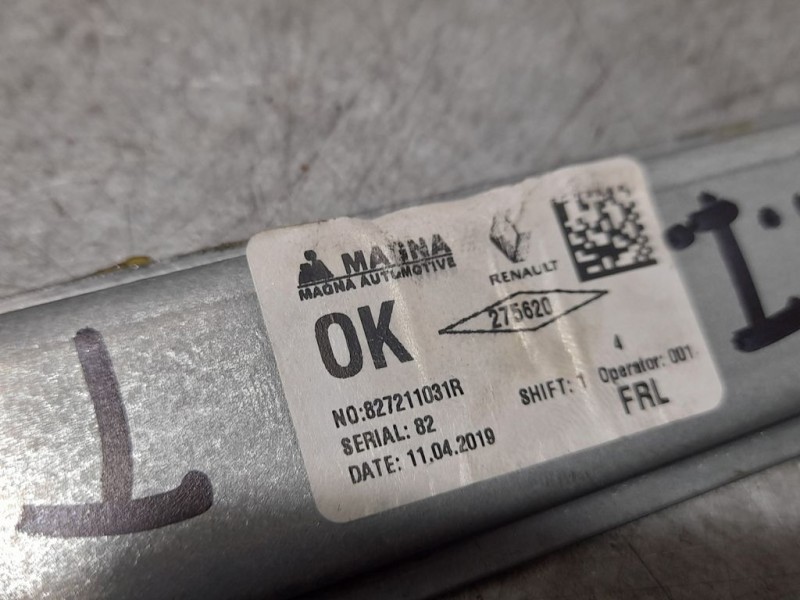 MAGNA
MAGNA AUTOMOTIVE
RENAULT
OK
275620
4
NO:827211031R
SHIFT: 1 Operator: 001
SERIAL: 82
FRL
DATE: 11.04.2019